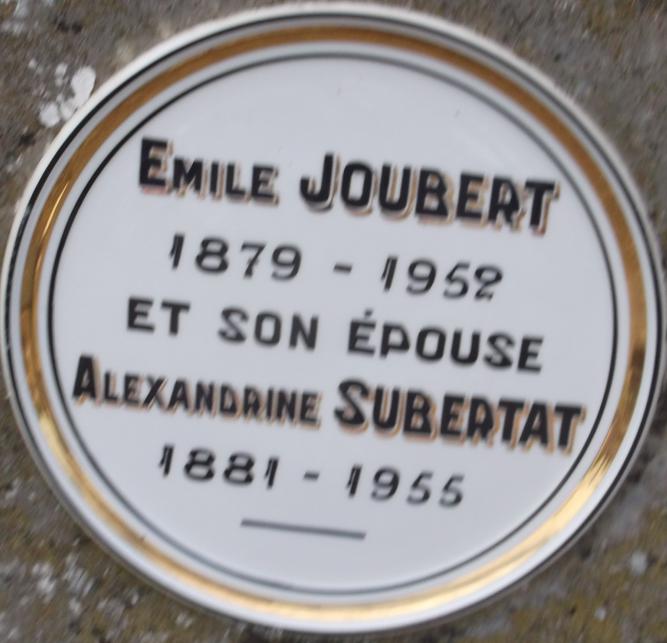 EMILE JOUBERT
1879 - 1952
ET SON ÉPOUSE
ALEXANDRINE SUBERTAT
1881 - 1955